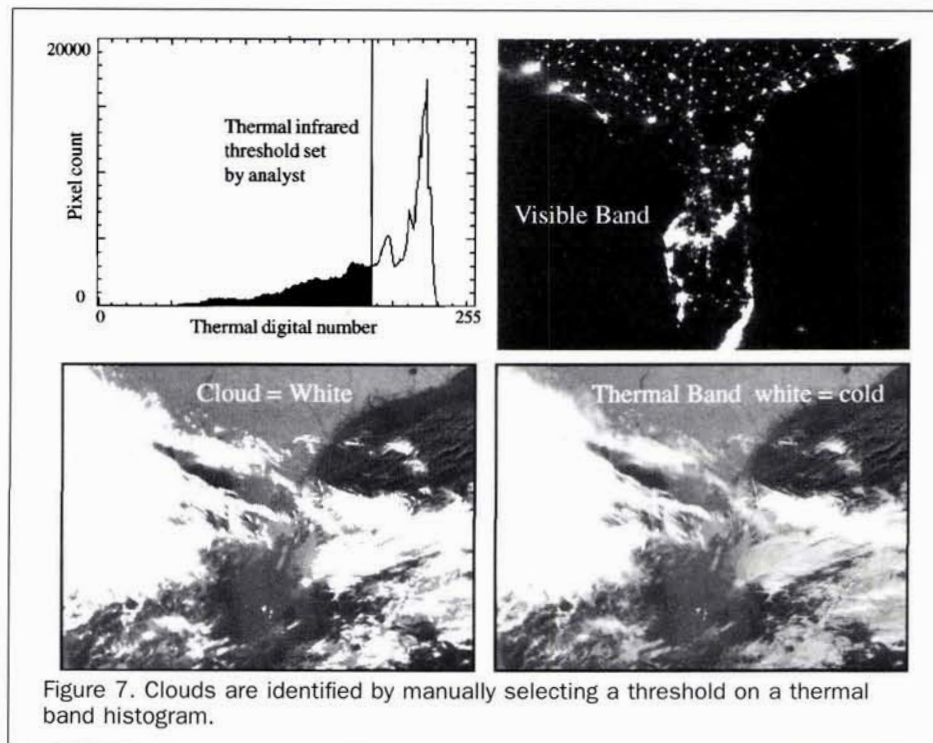 20000
Pixel count
Thermal infrared
threshold set
by analyst
0
0
Thermal digital number
255
Visible Band
Cloud = White
Thermal Band white = cold
Figure 7. Clouds are identified by manually selecting a threshold on a thermal
band histogram.